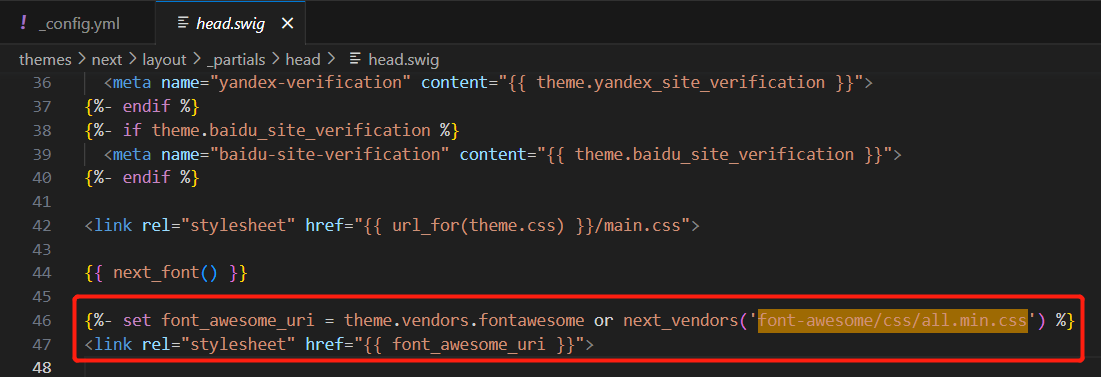 ! _config.yml head.swig ×
themes > next > layout > _partials > head > head.swig
36 <meta name="yandex-verification" content="{{ theme.yandex_site_verification }}">
37 {%- endif %}
38 {%- if theme.baidu_site_verification %}
39 <meta name="baidu-site-verification" content="{{ theme.baidu_site_verification }}">
40 {%- endif %}
41
42 <link rel="stylesheet" href="{{ url_for(theme.css) }}/main.css">
43
44 {{ next_font() }}
45
46 {%- set font_awesome_uri = theme.vendors.fontawesome or next_vendors('font-awesome/css/all.min.css') %}
47 <link rel="stylesheet" href="{{ font_awesome_uri }}">
48